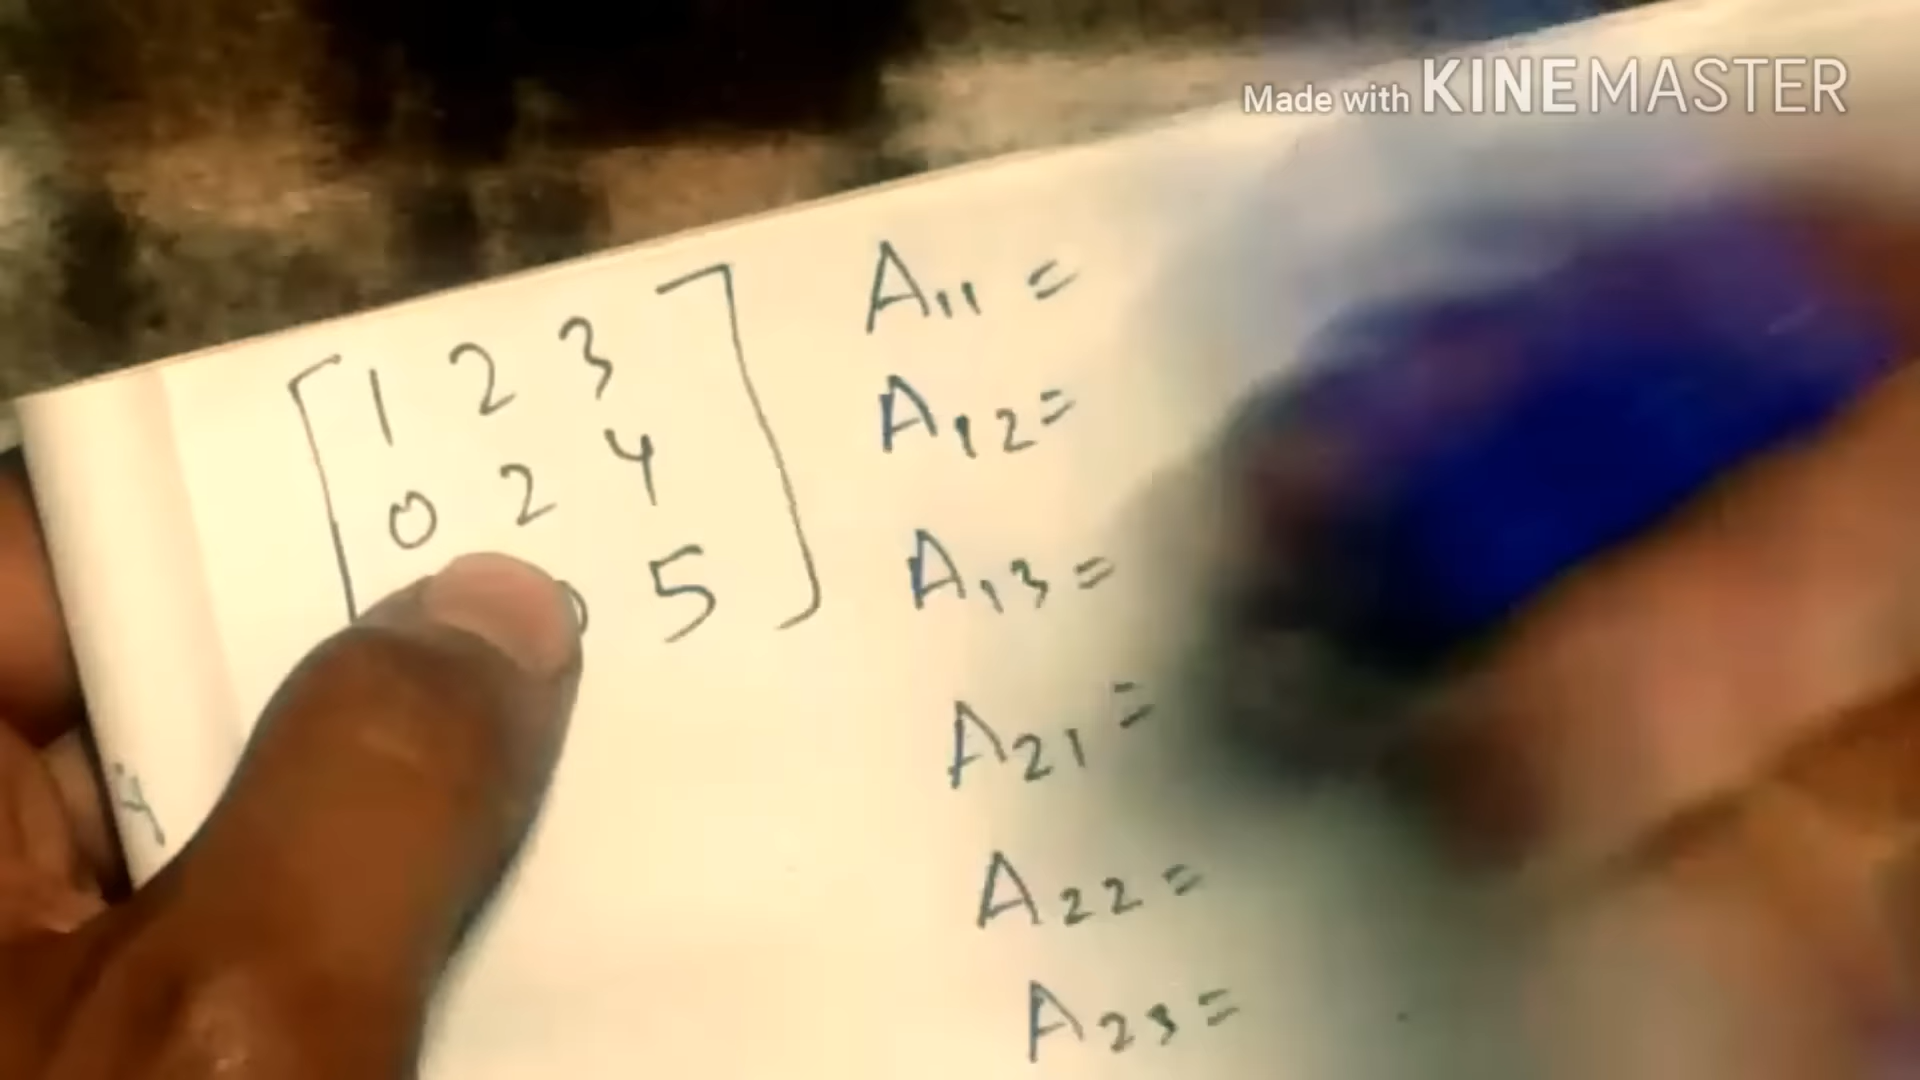 Made with KINEMASTER
1 2 3
0 2 4
5
A11 =
A12 =
A13 =
A21 =
A22 =
A23 =